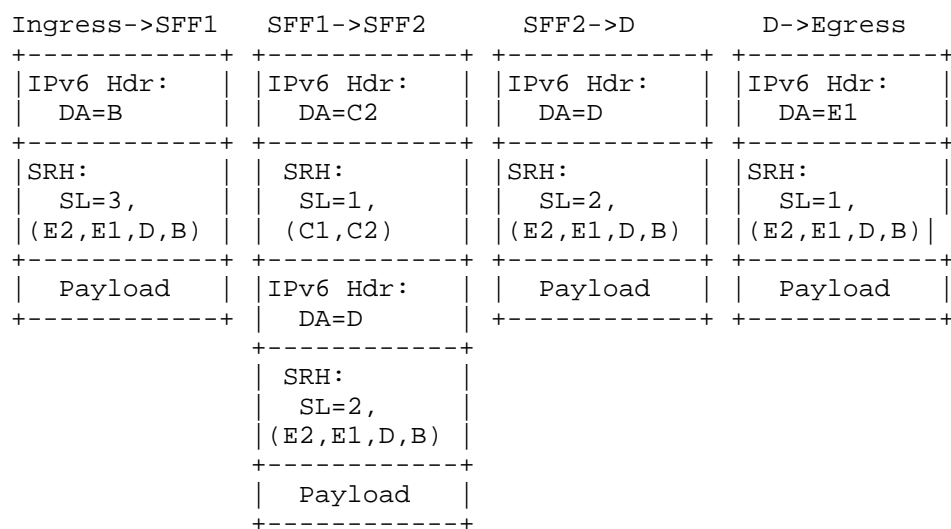 Ingress->SFF1   SFF1->SFF2      SFF2->D         D->Egress
+------------+ +------------+ +------------+ +------------+
|IPv6 Hdr:   | |IPv6 Hdr:   | |IPv6 Hdr:   | |IPv6 Hdr:   |
|  DA=B      | |  DA=C2     | |  DA=D      | |  DA=E1     |
+------------+ +------------+ +------------+ +------------+
|SRH:        | | SRH:       | |SRH:        | |SRH:        |
|  SL=3,     | |  SL=1,     | |  SL=2,     | |  SL=1,     |
|(E2,E1,D,B) | | (C1,C2)    | |(E2,E1,D,B) | |(E2,E1,D,B)|
+------------+ +------------+ +------------+ +------------+
|  Payload   | |IPv6 Hdr:   | |  Payload   | |  Payload   |
+------------+ |  DA=D      | +------------+ +------------+
               +------------+
               | SRH:       |
               |  SL=2,     |
               |(E2,E1,D,B) |
               +------------+
               |  Payload   |
               +------------+